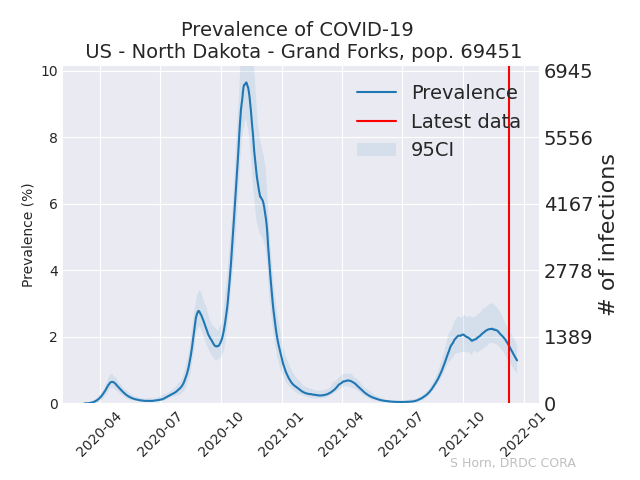 Prevalence of COVID-19
US - North Dakota - Grand Forks, pop. 69451
Prevalence (%)
10
8
6
4
2
0
6945
5556
4167
2778
1389
0
# of infections
Prevalence
Latest data
95CI
2020-04
2020-07
2020-10
2021-01
2021-04
2021-07
2021-10
2022-01
S Horn, DRDC CORA